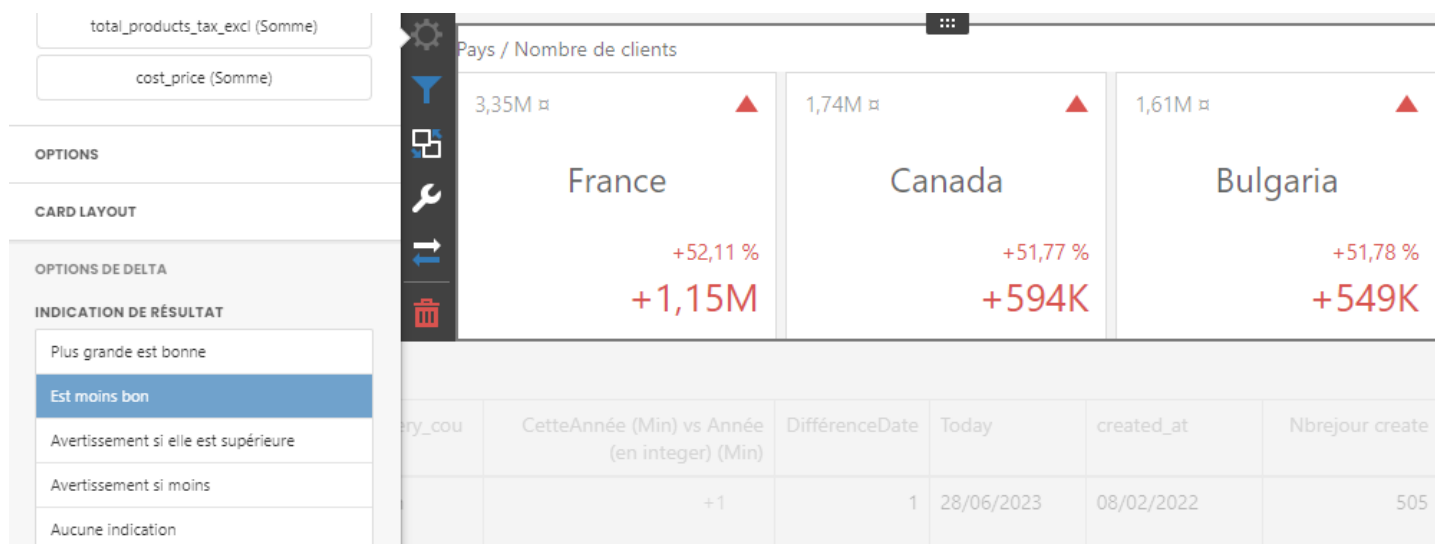 total_products_tax_excl (Somme)
cost_price (Somme)
OPTIONS
CARD LAYOUT
OPTIONS DE DELTA
INDICATION DE RÉSULTAT
Plus grande est bonne
Est moins bon
Avertissement si elle est supérieure
Avertissement si moins
Aucune indication
Pays / Nombre de clients
3,35M ¤
France
+52,11 %
+1,15M
1,74M ¤
Canada
+51,77 %
+594K
1,61M ¤
Bulgaria
+51,78 %
+549K
ery_cou
CetteAnnée (Min) vs Année
(en integer) (Min)
DifférenceDate
Today
created_at
Nbrejour create
+1
1
28/06/2023
08/02/2022
505